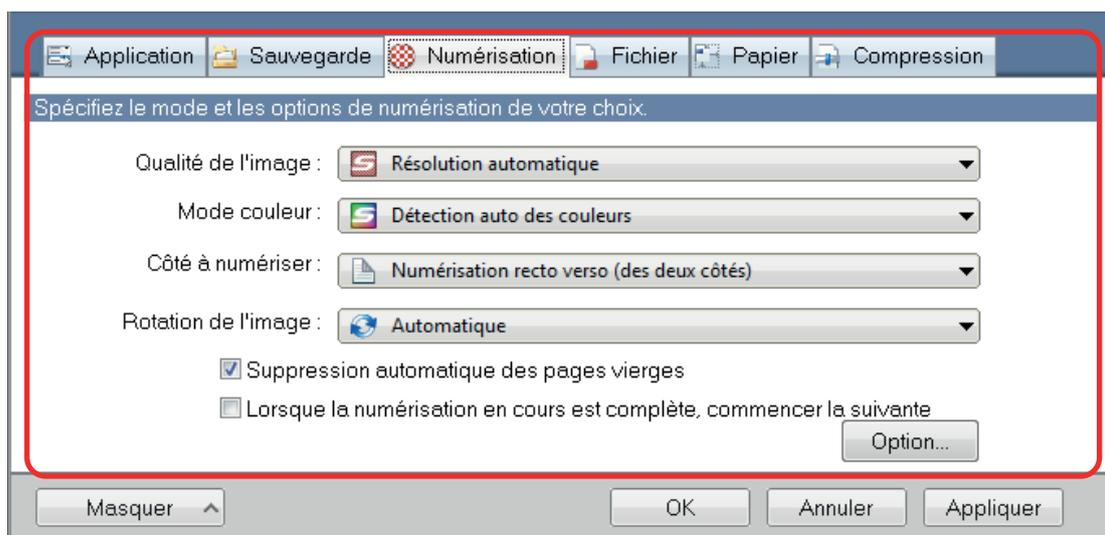 Application Sauvegarde Numérisation Fichier Papier Compression
Spécifiez le mode et les options de numérisation de votre choix.
Qualité de l'image : Résolution automatique
Mode couleur : Détection auto des couleurs
Côté à numériser : Numérisation recto verso (des deux côtés)
Rotation de l'image : Automatique
Suppression automatique des pages vierges
Lorsque la numérisation en cours est complète, commencer la suivante
Option...
Masquer OK Annuler Appliquer